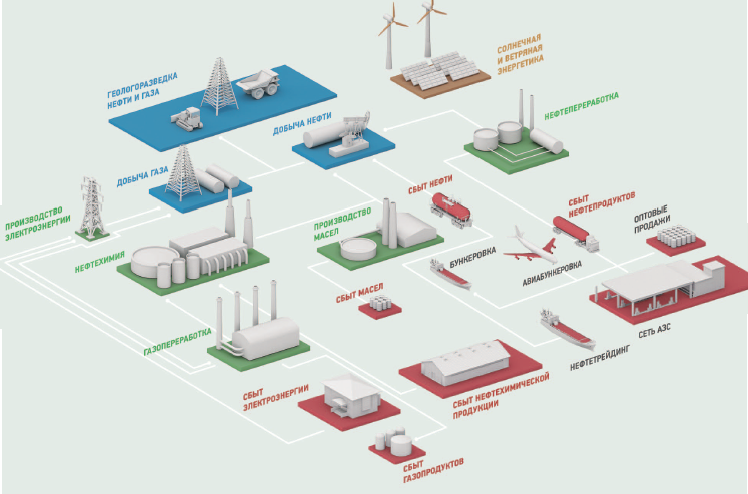 СОЛНЕЧНАЯ
И ВЕТРЯНАЯ
ЭНЕРГЕТИКА
ГЕОЛОГОРАЗВЕДКА
НЕФТИ И ГАЗА
НЕФТЕПЕРЕРАБОТКА
ДОБЫЧА НЕФТИ
ДОБЫЧА ГАЗА
СБЫТ НЕФТИ
СБЫТ
НЕФТЕПРОДУКТОВ
ПРОИЗВОДСТВО
ЭЛЕКТРОЭНЕРГИИ
ПРОИЗВОДСТВО
МАСЕЛ
ОПТОВЫЕ
ПРОДАЖИ
НЕФТЕХИМИЯ
БУНКЕРОВКА
АВИАБУНКЕРОВКА
СБЫТ МАСЕЛ
СЕТЬ АЗС
ГАЗОПЕРЕРАБОТКА
НЕФТЕТРЕЙДИНГ
СБЫТ
ЭЛЕКТРОЭНЕРГИИ
СБЫТ НЕФТЕХИМИЧЕСКОЙ
ПРОДУКЦИИ
СБЫТ
ГАЗОПРОДУКТОВ